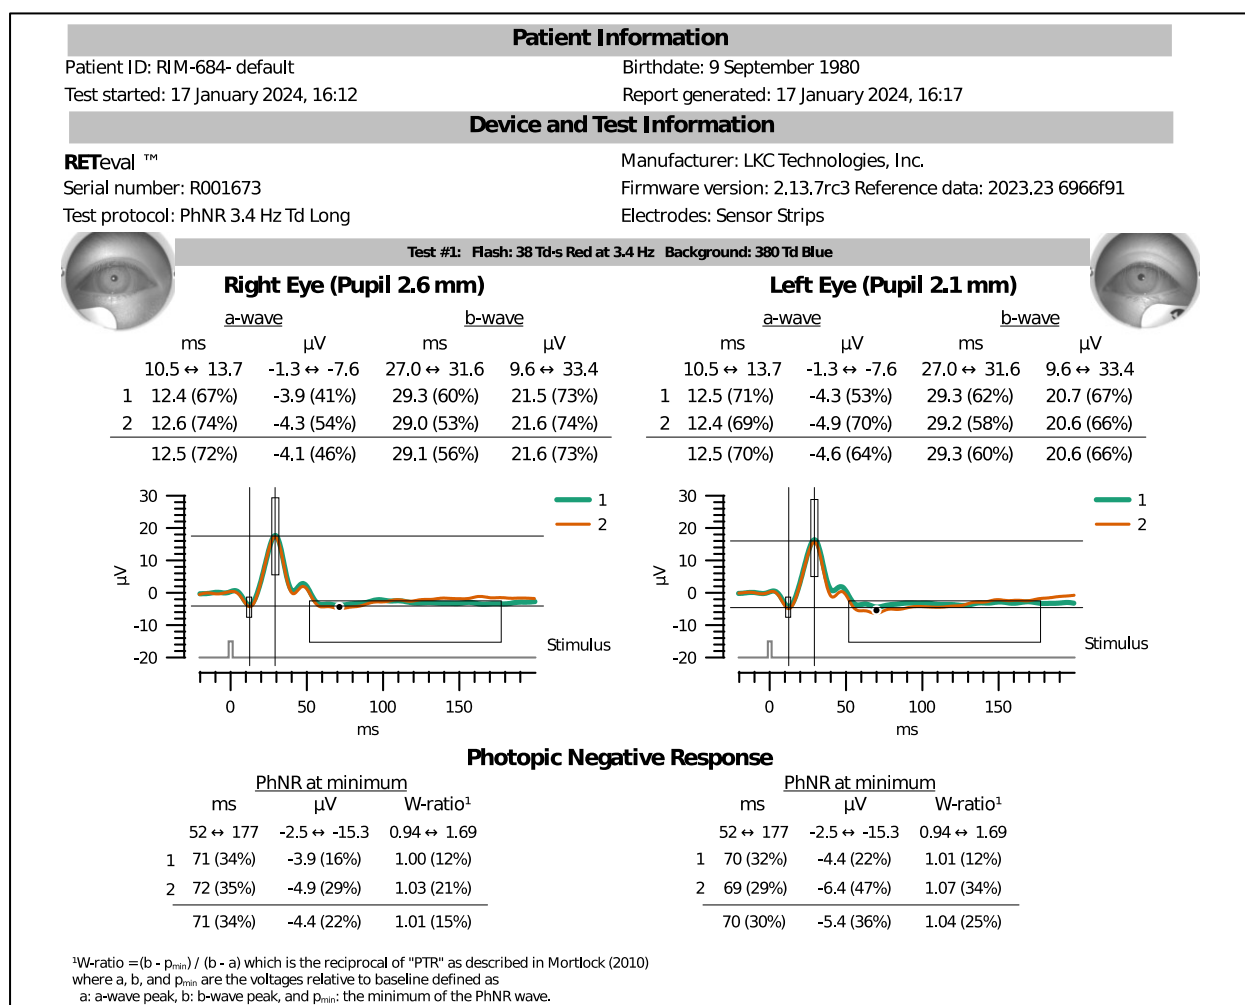 Patient Information
Patient ID: RIM-684- default Birthdate: 9 September 1980
Test started: 17 January 2024, 16:12 Report generated: 17 January 2024, 16:17
Device and Test Information
RETeval ™ Manufacturer: LKC Technologies, Inc.
Serial number: R001673 Firmware version: 2.13.7rc3 Reference data: 2023.23 6966f91
Test protocol: PhNR 3.4 Hz Td Long Electrodes: Sensor Strips
Test #1: Flash: 38 Td·s Red at 3.4 Hz Background: 380 Td Blue
Right Eye (Pupil 2.6 mm)
a-wave b-wave
ms µV ms µV
10.5 ↔ 13.7 -1.3 ↔ -7.6 27.0 ↔ 31.6 9.6 ↔ 33.4
1 12.4 (67%) -3.9 (41%) 29.3 (60%) 21.5 (73%)
2 12.6 (74%) -4.3 (54%) 29.0 (53%) 21.6 (74%)
12.5 (72%) -4.1 (46%) 29.1 (56%) 21.6 (73%)
Left Eye (Pupil 2.1 mm)
a-wave b-wave
ms µV ms µV
10.5 ↔ 13.7 -1.3 ↔ -7.6 27.0 ↔ 31.6 9.6 ↔ 33.4
1 12.5 (71%) -4.3 (53%) 29.3 (62%) 20.7 (67%)
2 12.4 (69%) -4.9 (70%) 29.2 (58%) 20.6 (66%)
12.5 (70%) -4.6 (64%) 29.3 (60%) 20.6 (66%)
30
20
10
0
-10
-20
µV
1
2
Stimulus
0 50 100 150
ms
30
20
10
0
-10
-20
µV
1
2
Stimulus
0 50 100 150
ms
Photopic Negative Response
PhNR at minimum
ms µV W-ratio¹
52 ↔ 177 -2.5 ↔ -15.3 0.94 ↔ 1.69
1 71 (34%) -3.9 (16%) 1.00 (12%)
2 72 (35%) -4.9 (29%) 1.03 (21%)
71 (34%) -4.4 (22%) 1.01 (15%)
PhNR at minimum
ms µV W-ratio¹
52 ↔ 177 -2.5 ↔ -15.3 0.94 ↔ 1.69
1 70 (32%) -4.4 (22%) 1.01 (12%)
2 69 (29%) -6.4 (47%) 1.07 (34%)
70 (30%) -5.4 (36%) 1.04 (25%)
¹W-ratio = (b - pmin) / (b - a) which is the reciprocal of "PTR" as described in Mortlock (2010)
where a, b, and pmin are the voltages relative to baseline defined as
a: a-wave peak, b: b-wave peak, and pmin: the minimum of the PhNR wave.